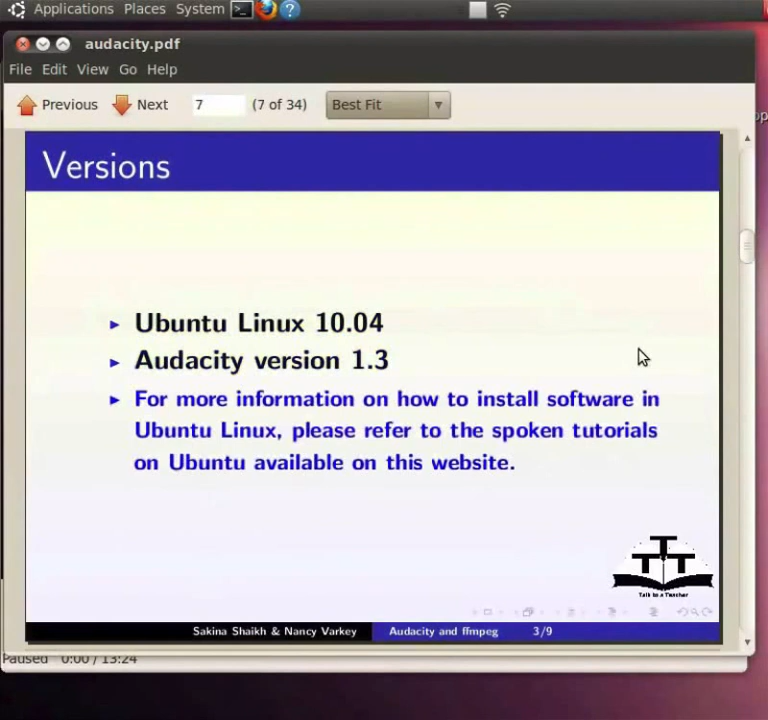 Applications Places System
audacity.pdf
File Edit View Go Help
Previous Next 7 (7 of 34) Best Fit
Versions
Ubuntu Linux 10.04
Audacity version 1.3
For more information on how to install software in
Ubuntu Linux, please refer to the spoken tutorials
on Ubuntu available on this website.
Talk to a Teacher
Sakina Shaikh & Nancy Varkey Audacity and ffmpeg 3/9
Paused 0:00 / 13:24